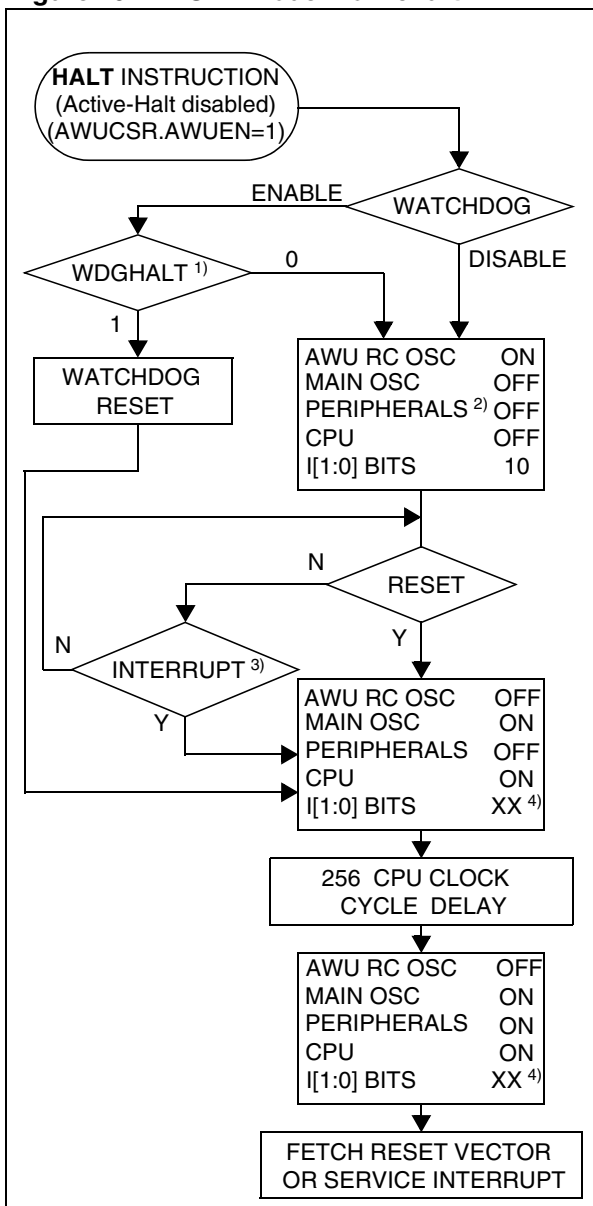 HALT INSTRUCTION
(Active-Halt disabled)
(AWUCSR.AWUEN=1)
ENABLE
WATCHDOG
WDGHALT 1)
0
DISABLE
1
WATCHDOG
RESET
AWU RC OSC ON
MAIN OSC OFF
PERIPHERALS 2) OFF
CPU OFF
I[1:0] BITS 10
N
RESET
N
Y
INTERRUPT 3)
Y
AWU RC OSC OFF
MAIN OSC ON
PERIPHERALS OFF
CPU ON
I[1:0] BITS XX 4)
256 CPU CLOCK
CYCLE DELAY
AWU RC OSC OFF
MAIN OSC ON
PERIPHERALS ON
CPU ON
I[1:0] BITS XX 4)
FETCH RESET VECTOR
OR SERVICE INTERRUPT